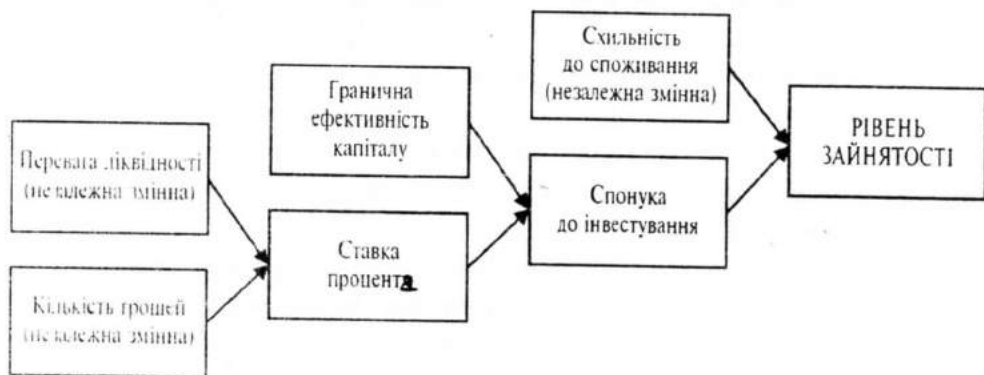 Перевага ліквідності
(незалежна змінна)
Кількість грошей
(незалежна змінна)
Гранична
ефективність
капіталу
Ставка
процента
Схильність
до споживання
(незалежна змінна)
Спонука
до інвестування
РІВЕНЬ
ЗАЙНЯТОСТІ